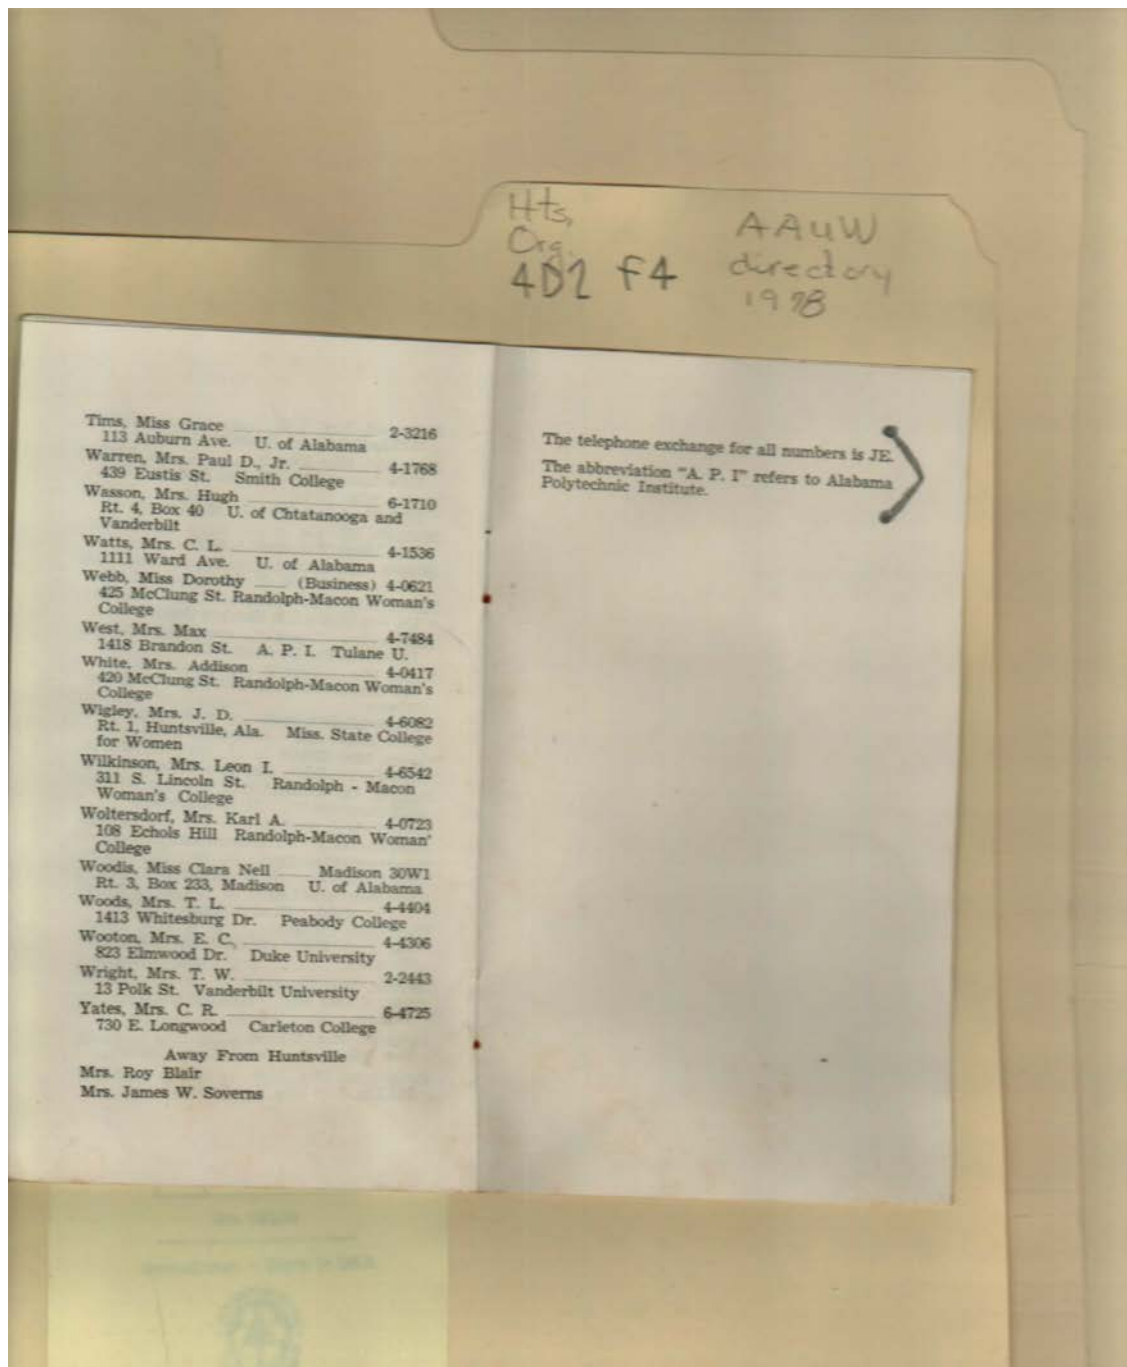 Hts,
Org.
4D2 F4
AAUW
directory
1978
Tims, Miss Grace 2-3216
113 Auburn Ave. U. of Alabama
Warren, Mrs. Paul D., Jr. 4-1768
439 Eustis St. Smith College
Wasson, Mrs. Hugh 6-1710
Rt. 4, Box 40 U. of Chtatanooga and
Vanderbilt
Watts, Mrs. C. L. 4-1536
1111 Ward Ave. U. of Alabama
Webb, Miss Dorothy (Business) 4-0621
425 McClung St. Randolph-Macon Woman's
College
West, Mrs. Max 4-7484
1418 Brandon St. A. P. I. Tulane U.
White, Mrs. Addison 4-0417
420 McClung St. Randolph-Macon Woman's
College
Wigley, Mrs. J. D. 4-6082
Rt. 1, Huntsville, Ala. Miss. State College
for Women
Wilkinson, Mrs. Leon I. 4-6542
311 S. Lincoln St. Randolph - Macon
Woman's College
Woltersdorf, Mrs. Karl A. 4-0723
108 Echols Hill Randolph-Macon Woman'
College
Woodis, Miss Clara Nell Madison 30W1
Rt. 3, Box 233, Madison U. of Alabama
Woods, Mrs. T. L. 4-4404
1413 Whitesburg Dr. Peabody College
Wooton, Mrs. E. C. 4-4306
823 Elmwood Dr. Duke University
Wright, Mrs. T. W. 2-2443
13 Polk St. Vanderbilt University
Yates, Mrs. C. R. 6-4725
730 E. Longwood Carleton College
Away From Huntsville
Mrs. Roy Blair
Mrs. James W. Soverns
The telephone exchange for all numbers is JE.
The abbreviation "A. P. I" refers to Alabama
Polytechnic Institute.